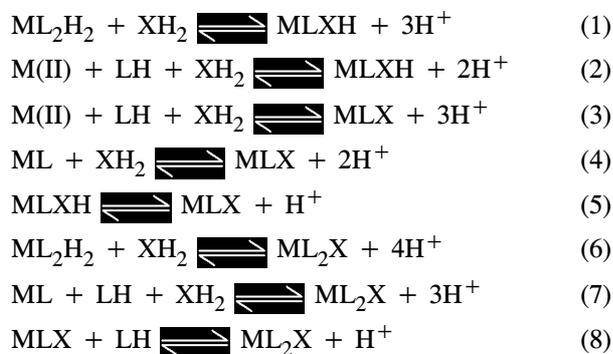 ML₂H₂ + XH₂ ⇌ MLXH + 3H⁺ (1)
M(II) + LH + XH₂ ⇌ MLXH + 2H⁺ (2)
M(II) + LH + XH₂ ⇌ MLX + 3H⁺ (3)
ML + XH₂ ⇌ MLX + 2H⁺ (4)
MLXH ⇌ MLX + H⁺ (5)
ML₂H₂ + XH₂ ⇌ ML₂X + 4H⁺ (6)
ML + LH + XH₂ ⇌ ML₂X + 3H⁺ (7)
MLX + LH ⇌ ML₂X + H⁺ (8)